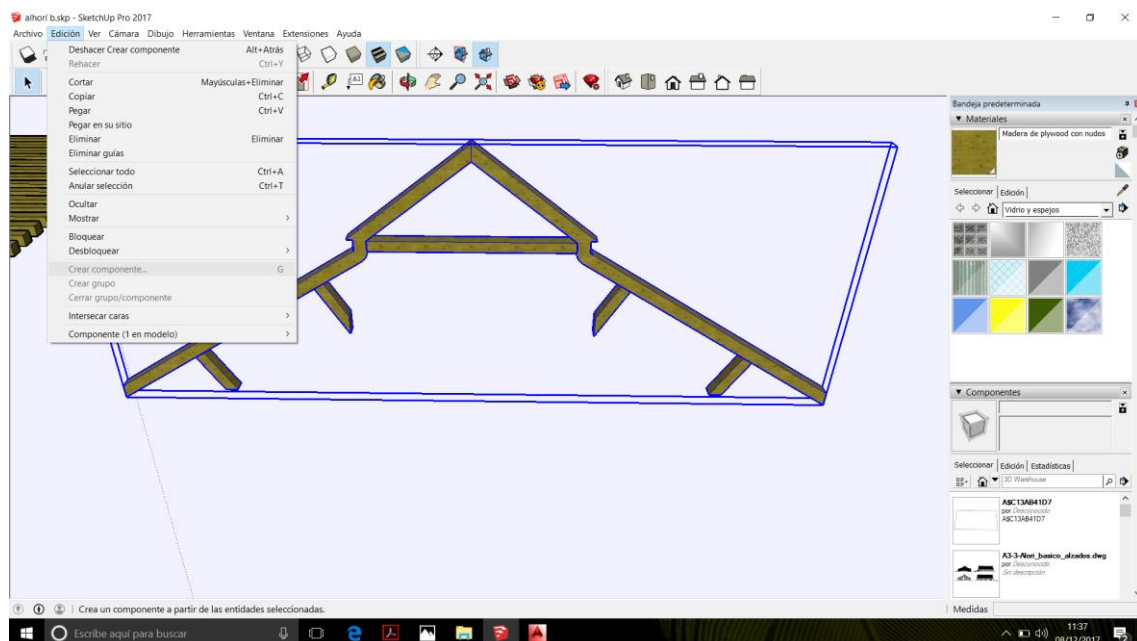 alhori b.skp - SketchUp Pro 2017
Archivo Edición Ver Cámara Dibujo Herramientas Ventana Extensiones Ayuda
Deshacer Crear componente Alt+Atrás
Rehacer Ctrl+Y
Cortar Mayúsculas+Eliminar
Copiar Ctrl+C
Pegar Ctrl+V
Pegar en su sitio
Eliminar Eliminar
Eliminar guías
Seleccionar todo Ctrl+A
Anular selección Ctrl+T
Ocultar
Mostrar
Bloquear
Desbloquear
Crear componente... G
Crear grupo
Cerrar grupo/componente
Intersecar caras
Componente (1 en modelo)
Bandeja predeterminada
Materiales
Madera de plywood con nudos
Seleccionar Edición
Vidrio y espejos
Componentes
Seleccionar Edición Estadísticas
3D Warehouse
A$C13AB41D7
por Desconocido
A$C13AB41D7
A3-3-Alori_basico_alzados.dwg
por Desconocido
Sin descripción
Crea un componente a partir de las entidades seleccionadas.
Medidas
Escribe aquí para buscar
11:37
08/12/2017